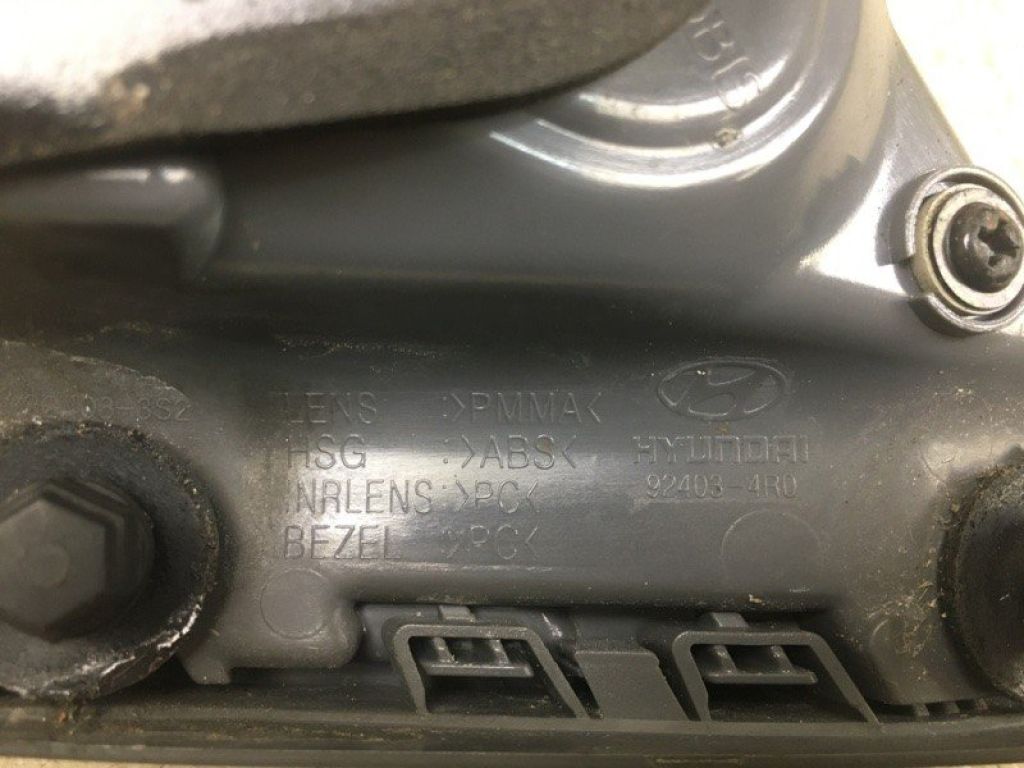 LENS :>PMMA<
HSG :>ABS<
INRLENS:>PC<
BEZEL :>PC<
HYUNDAI
92403-4R0